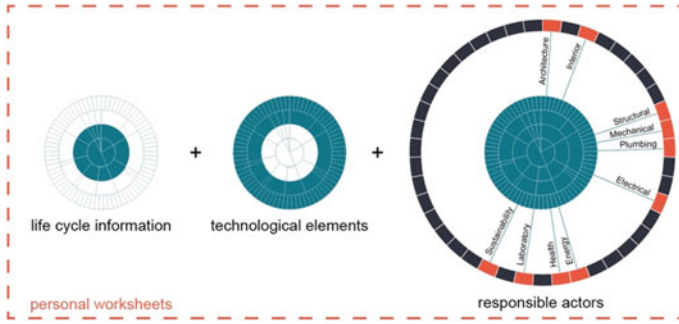 Architecture
Interior
Structural
Mechanical
Plumbing
Electrical
Sustainability
Laboratory
Health
Energy
+
+
life cycle information
technological elements
responsible actors
personal worksheets